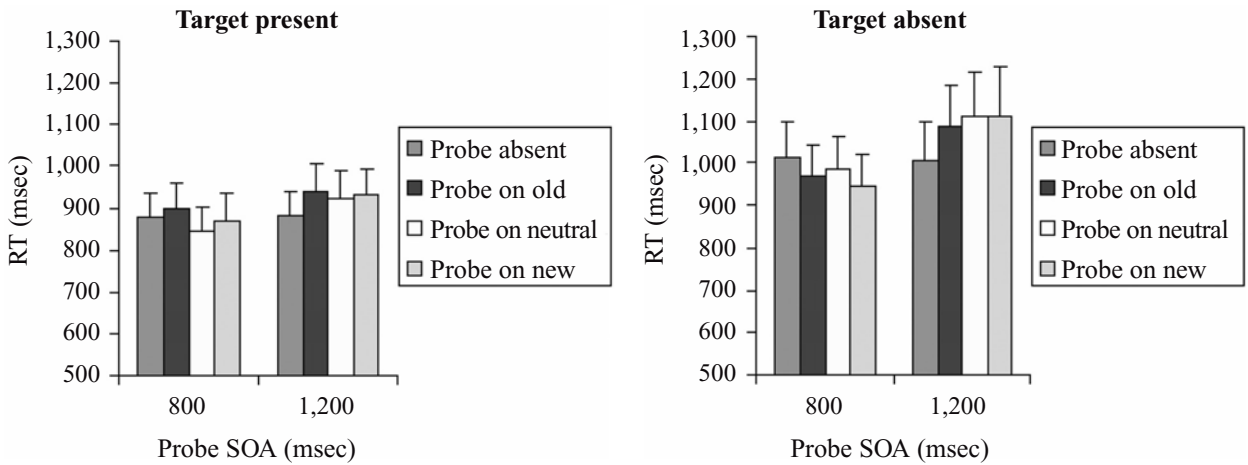 Target present
1,300
1,200
1,100
1,000
900
800
700
600
500
RT (msec)
800
1,200
Probe SOA (msec)
Probe absent
Probe on old
Probe on neutral
Probe on new
Target absent
1,300
1,200
1,100
1,000
900
800
700
600
500
RT (msec)
800
1,200
Probe SOA (msec)
Probe absent
Probe on old
Probe on neutral
Probe on new